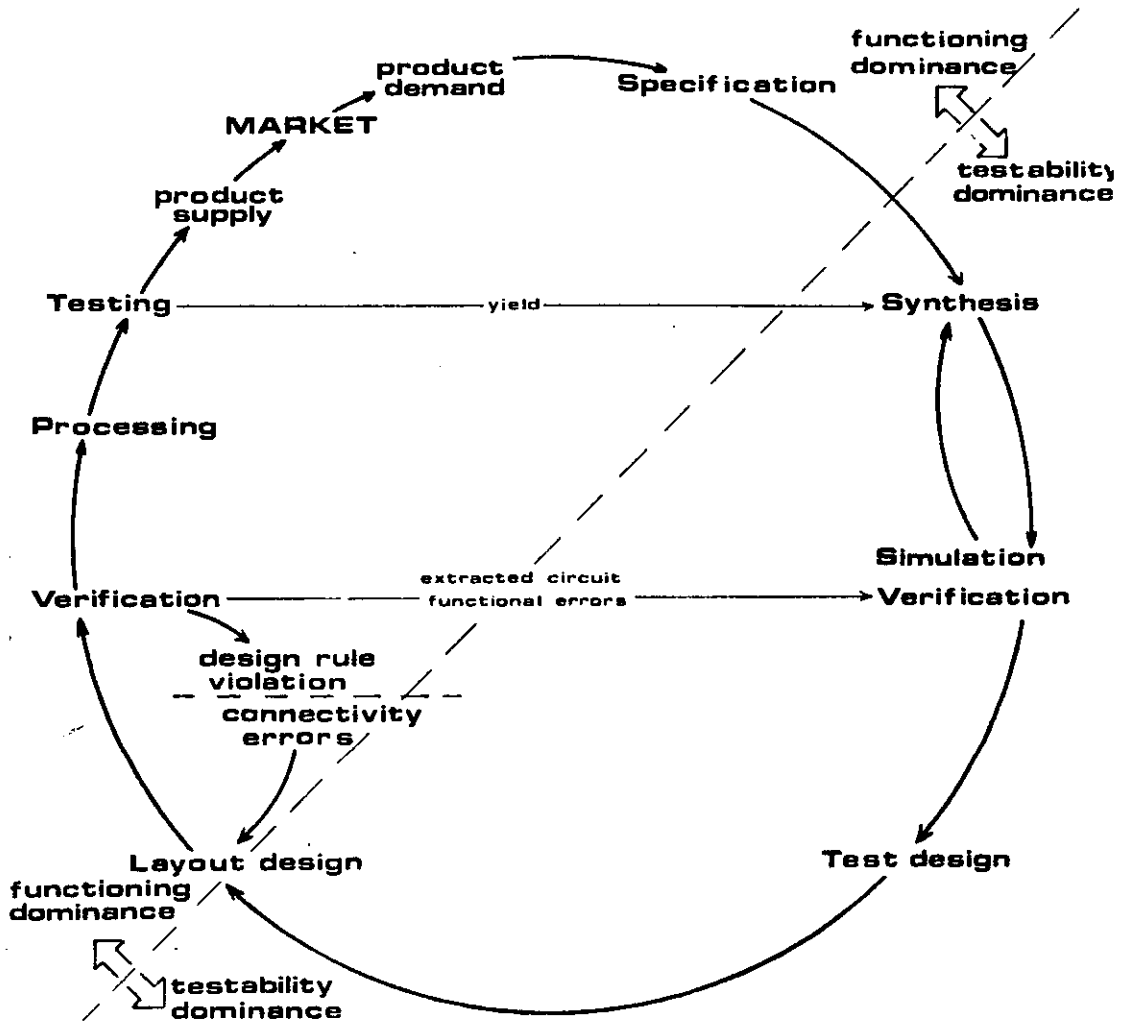 functioning
dominance
product
demand
Specification
MARKET
testability
dominance
product
supply
Testing
yield
Synthesis
Processing
Simulation
extracted circuit
Verification
functional errors
Verification
design rule
violation
connectivity
errors
Layout design
Test design
functioning
dominance
testability
dominance